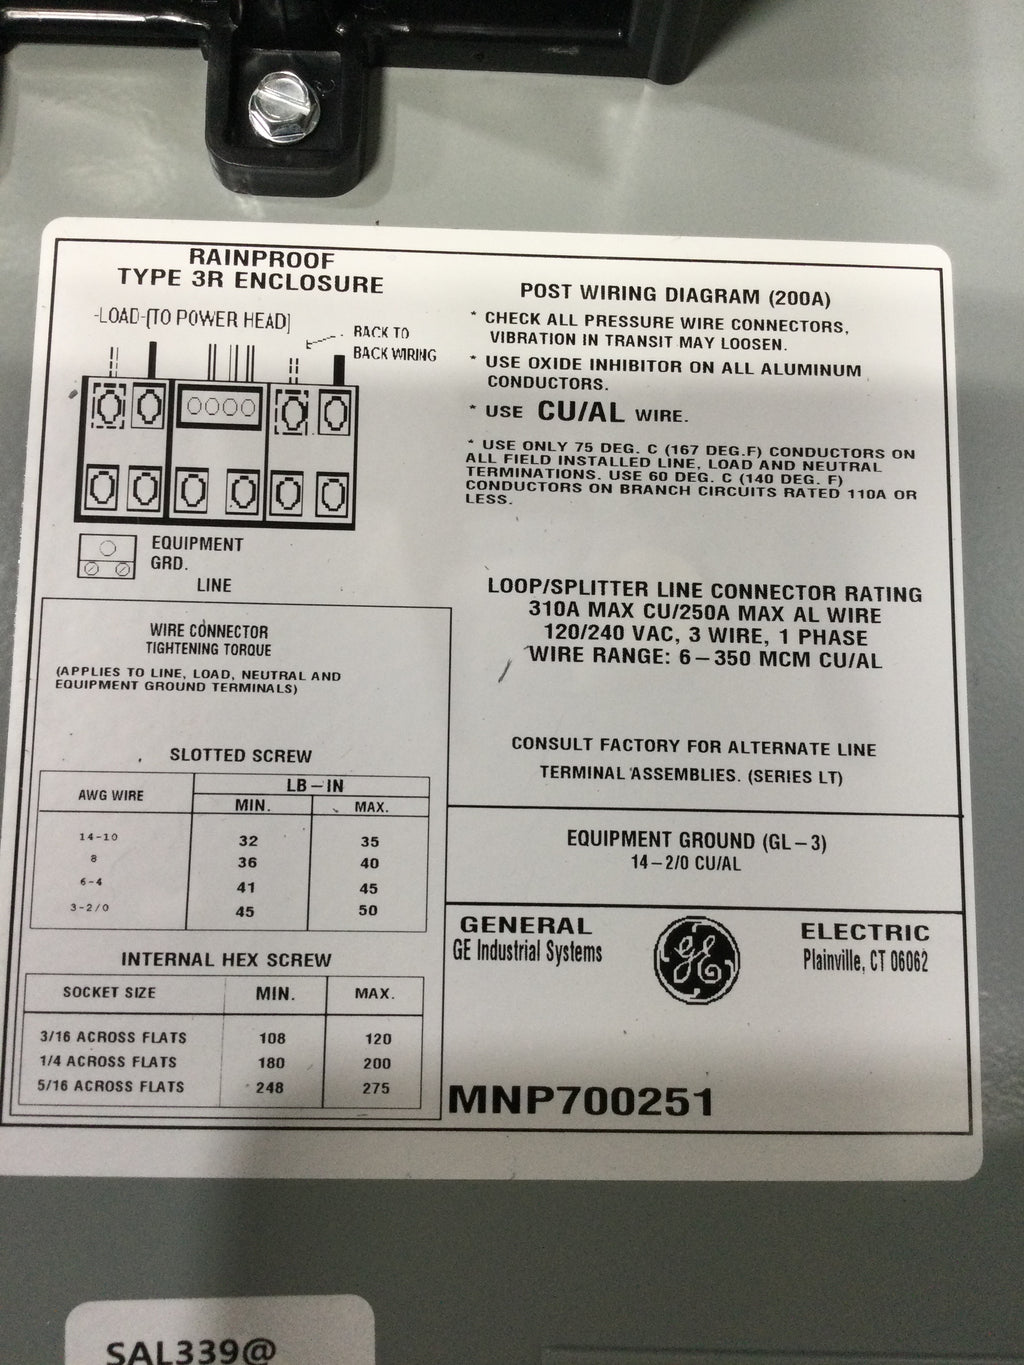 RAINPROOF
TYPE 3R ENCLOSURE
-LOAD-[TO POWER HEAD]
BACK TO
BACK WIRING
EQUIPMENT
GRD.
LINE
WIRE CONNECTOR
TIGHTENING TORQUE
(APPLIES TO LINE, LOAD, NEUTRAL AND
EQUIPMENT GROUND TERMINALS)
SLOTTED SCREW
AWG WIRE LB-IN
MIN. MAX.
14-10 32 35
8 36 40
6-4 41 45
3-2/0 45 50
INTERNAL HEX SCREW
SOCKET SIZE MIN. MAX.
3/16 ACROSS FLATS 108 120
1/4 ACROSS FLATS 180 200
5/16 ACROSS FLATS 248 275
POST WIRING DIAGRAM (200A)
* CHECK ALL PRESSURE WIRE CONNECTORS,
VIBRATION IN TRANSIT MAY LOOSEN.
* USE OXIDE INHIBITOR ON ALL ALUMINUM
CONDUCTORS.
* USE CU/AL WIRE.
* USE ONLY 75 DEG. C (167 DEG.F) CONDUCTORS ON
ALL FIELD INSTALLED LINE, LOAD AND NEUTRAL
TERMINATIONS. USE 60 DEG. C (140 DEG. F)
CONDUCTORS ON BRANCH CIRCUITS RATED 110A OR
LESS.
LOOP/SPLITTER LINE CONNECTOR RATING
310A MAX CU/250A MAX AL WIRE
120/240 VAC, 3 WIRE, 1 PHASE
WIRE RANGE: 6-350 MCM CU/AL
CONSULT FACTORY FOR ALTERNATE LINE
TERMINAL ASSEMBLIES. (SERIES LT)
EQUIPMENT GROUND (GL-3)
14-2/0 CU/AL
GENERAL GE ELECTRIC
GE Industrial Systems Plainville, CT 06062
MNP700251
SAL339@